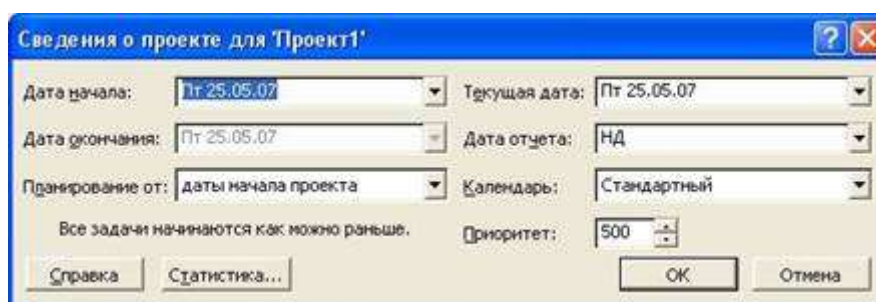 Сведения о проекте для 'Проект1'
Дата начала: Пт 25.05.07 Текущая дата: Пт 25.05.07
Дата окончания: Пт 25.05.07 Дата отчета: НД
Планирование от: даты начала проекта Календарь: Стандартный
Все задачи начинаются как можно раньше. Приоритет: 500
Справка Статистика... ОК Отмена